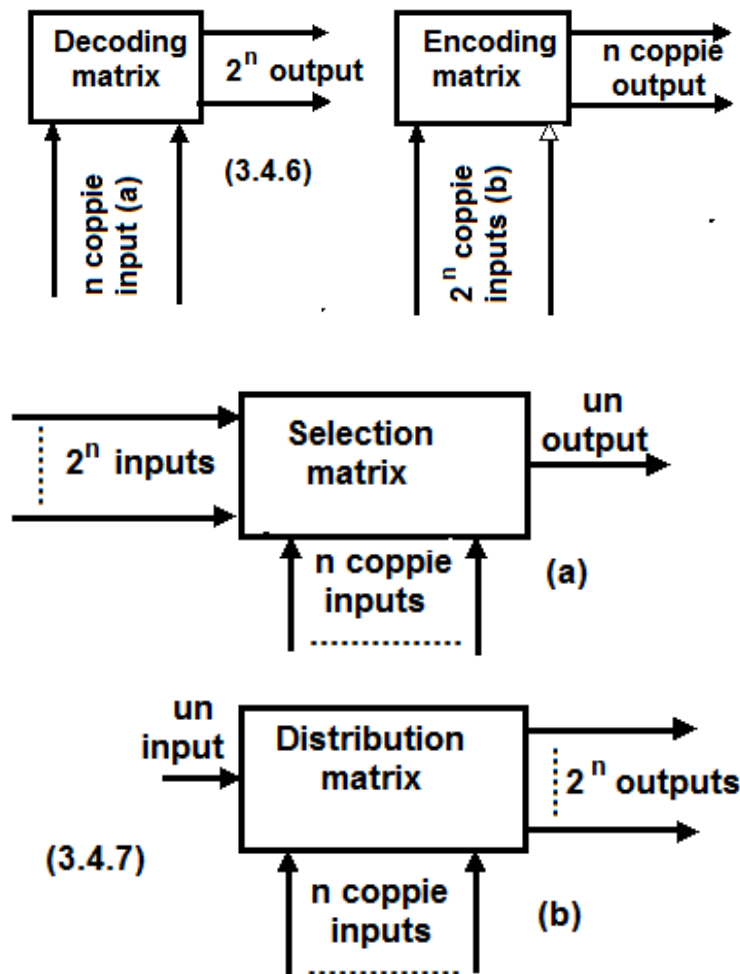 Decoding
matrix
2ⁿ output
n coppie
input (a)
(3.4.6)
Encoding
matrix
n coppie
output
2ⁿ coppie
inputs (b)
2ⁿ inputs
Selection
matrix
un
output
n coppie
inputs
(a)
un
input
Distribution
matrix
2ⁿ outputs
(3.4.7)
n coppie
inputs
(b)